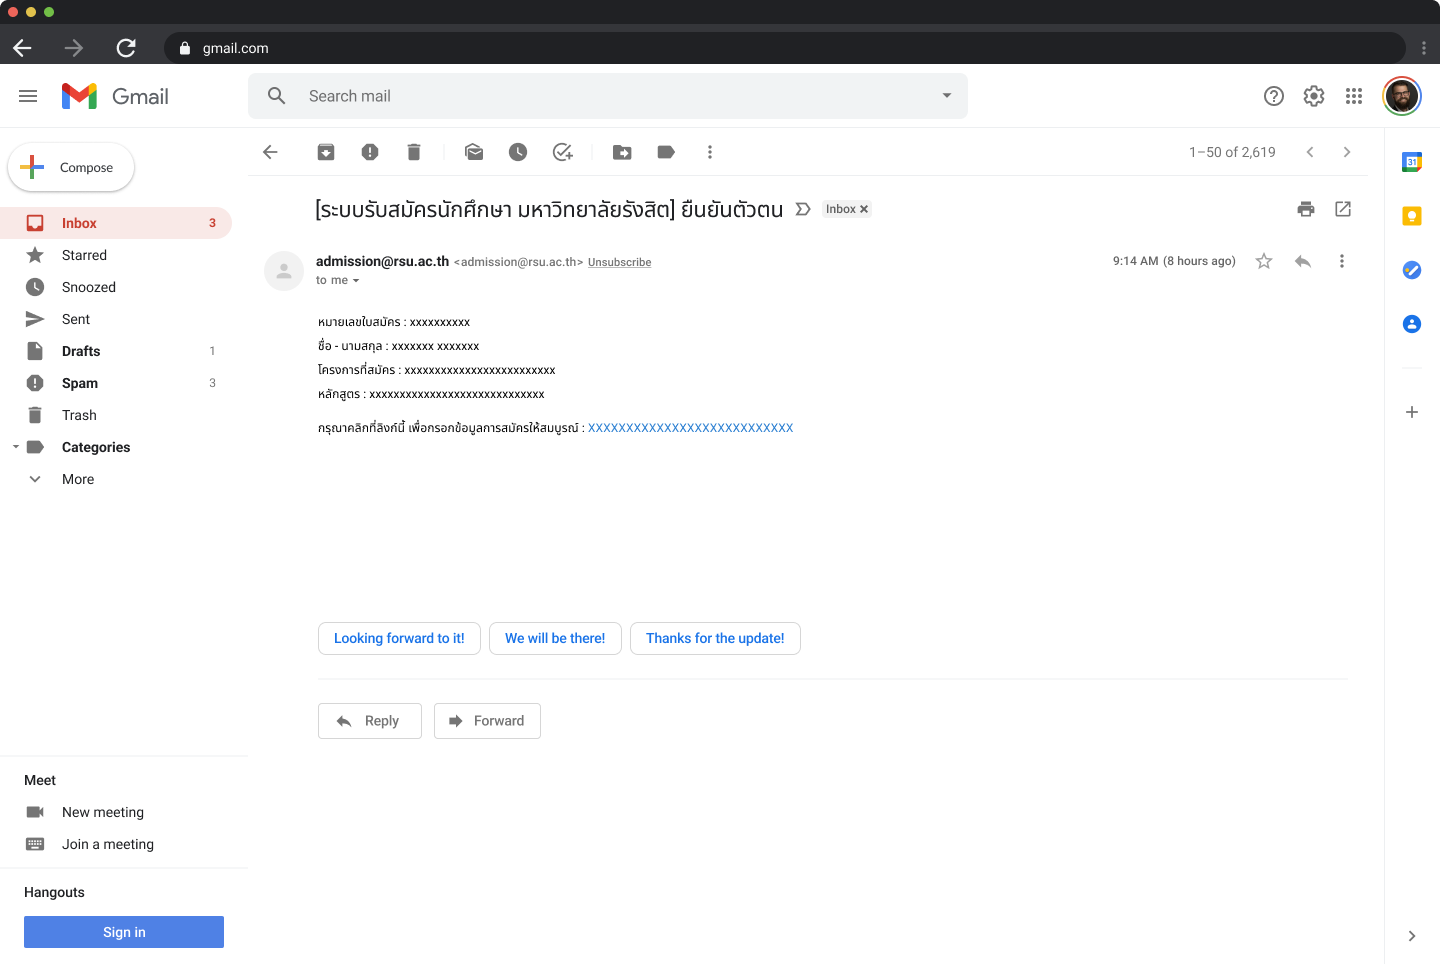 gmail.com
Gmail
Search mail
Compose
1–50 of 2,619
31
Inbox 3
Starred
Snoozed
Sent
Drafts 1
Spam 3
Trash
Categories
More
[ระบบรับสมัครนักศึกษา มหาวิทยาลัยรังสิต] ยืนยันตัวตน
Inbox
admission@rsu.ac.th <admission@rsu.ac.th> Unsubscribe
9:14 AM (8 hours ago)
to me
หมายเลขใบสมัคร : xxxxxxxxxx
ชื่อ - นามสกุล : xxxxxxx xxxxxxx
โครงการที่สมัคร : xxxxxxxxxxxxxxxxxxxxxxxxx
หลักสูตร : xxxxxxxxxxxxxxxxxxxxxxxxxxxxx
กรุณาคลิกที่ลิงก์นี้ เพื่อกรอกข้อมูลการสมัครให้สมบูรณ์ : XXXXXXXXXXXXXXXXXXXXXXXXXXX
Looking forward to it!
We will be there!
Thanks for the update!
Reply
Forward
Meet
New meeting
Join a meeting
Hangouts
Sign in